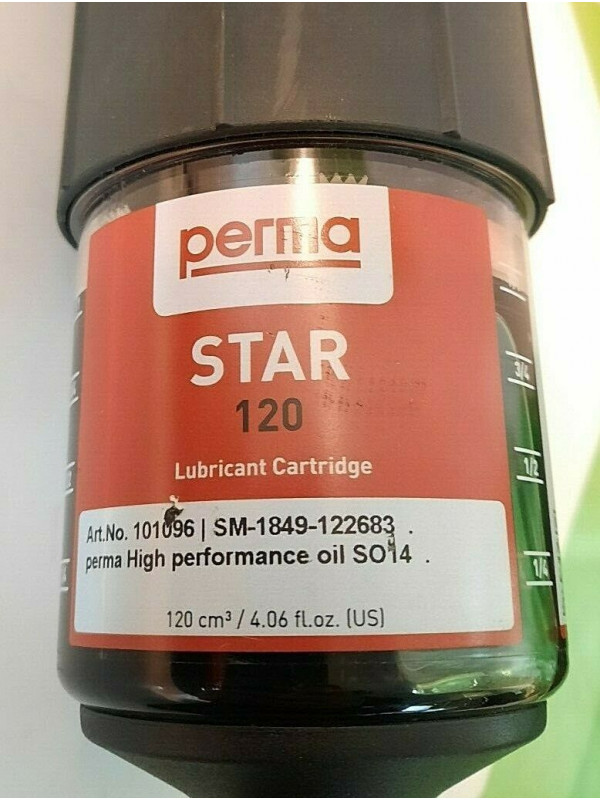 perma
STAR
120
Lubricant Cartridge
Art.No. 101096 | SM-1849-122683 .
perma High performance oil SO14 .
120 cm³ / 4.06 fl.oz. (US)
3/4
1/2
1/4